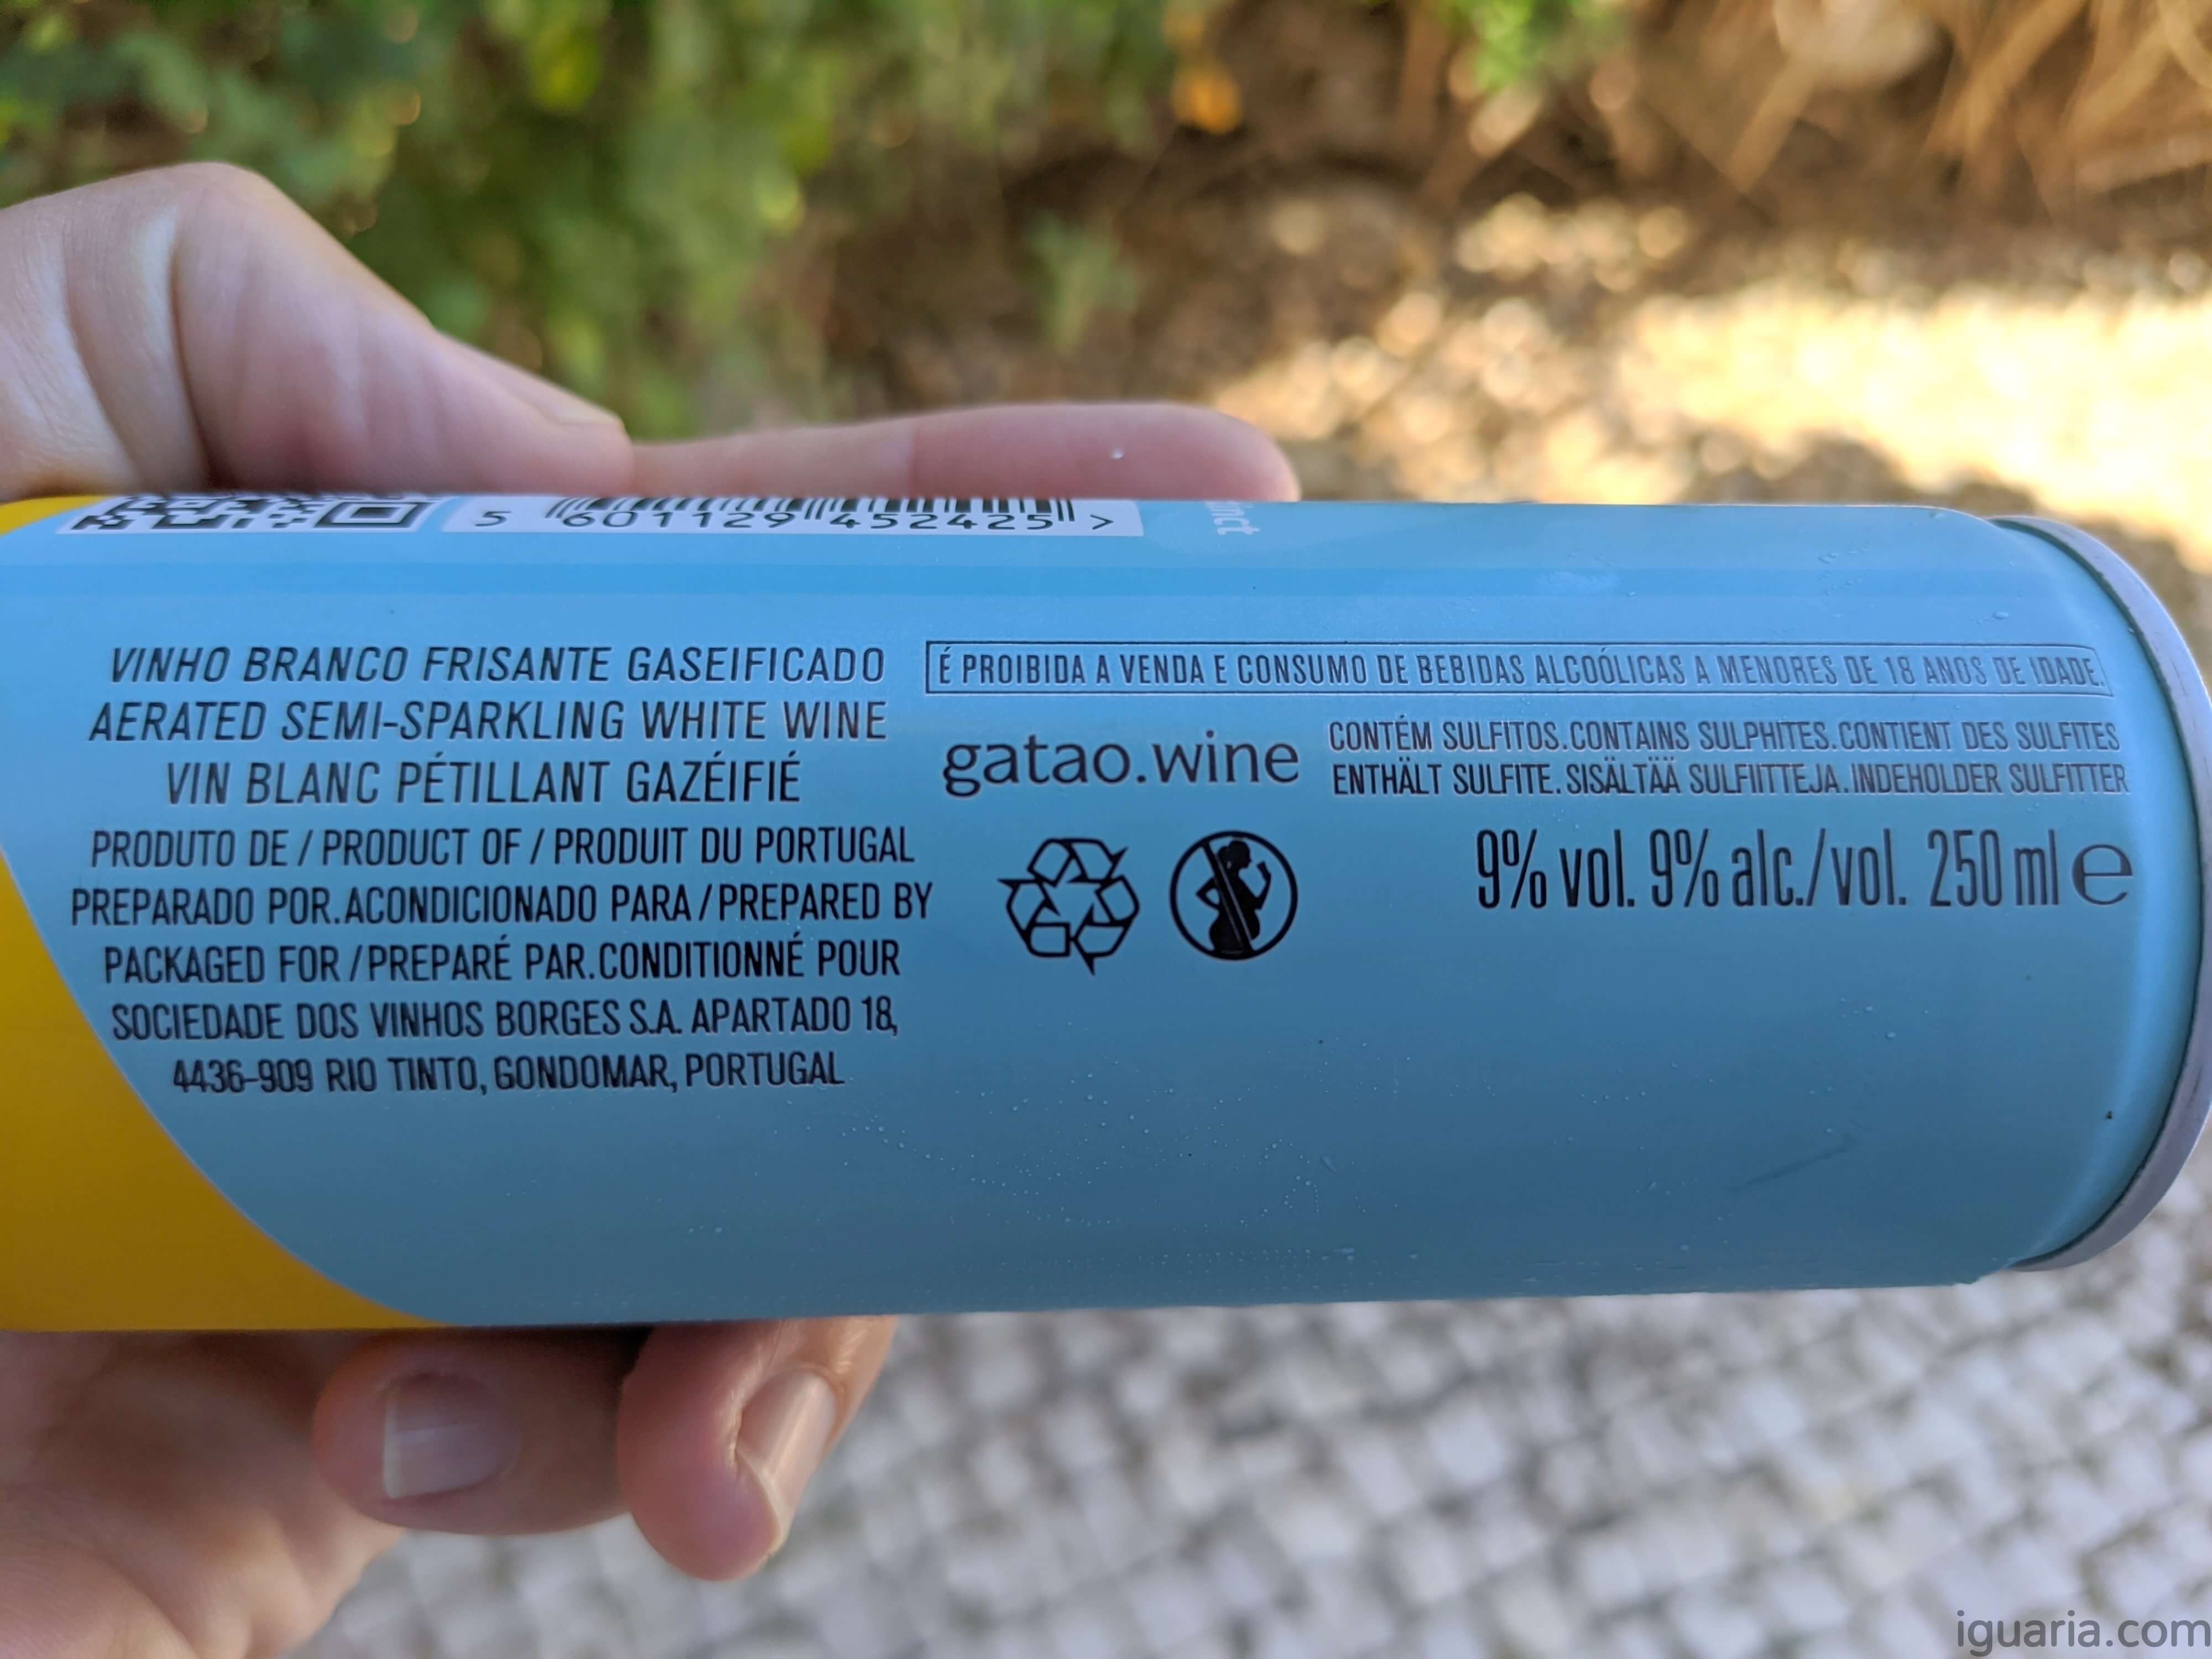 5 601129 452425 >
VINHO BRANCO FRISANTE GASEIFICADO
AERATED SEMI-SPARKLING WHITE WINE
VIN BLANC PÉTILLANT GAZÉIFIÉ
PRODUTO DE / PRODUCT OF / PRODUIT DU PORTUGAL
PREPARADO POR.ACONDICIONADO PARA / PREPARED BY
PACKAGED FOR / PREPARÉ PAR.CONDITIONNÉ POUR
SOCIEDADE DOS VINHOS BORGES S.A. APARTADO 18,
4436-909 RIO TINTO, GONDOMAR, PORTUGAL
É PROIBIDA A VENDA E CONSUMO DE BEBIDAS ALCOÓLICAS A MENORES DE 18 ANOS DE IDADE.
gatao.wine
CONTÉM SULFITOS.CONTAINS SULPHITES.CONTIENT DES SULFITES
ENTHÄLT SULFITE.SISÄLTÄÄ SULFIITTEJA.INDEHOLDER SULFITTER
9% vol. 9% alc./vol. 250 ml e
iguaria.com